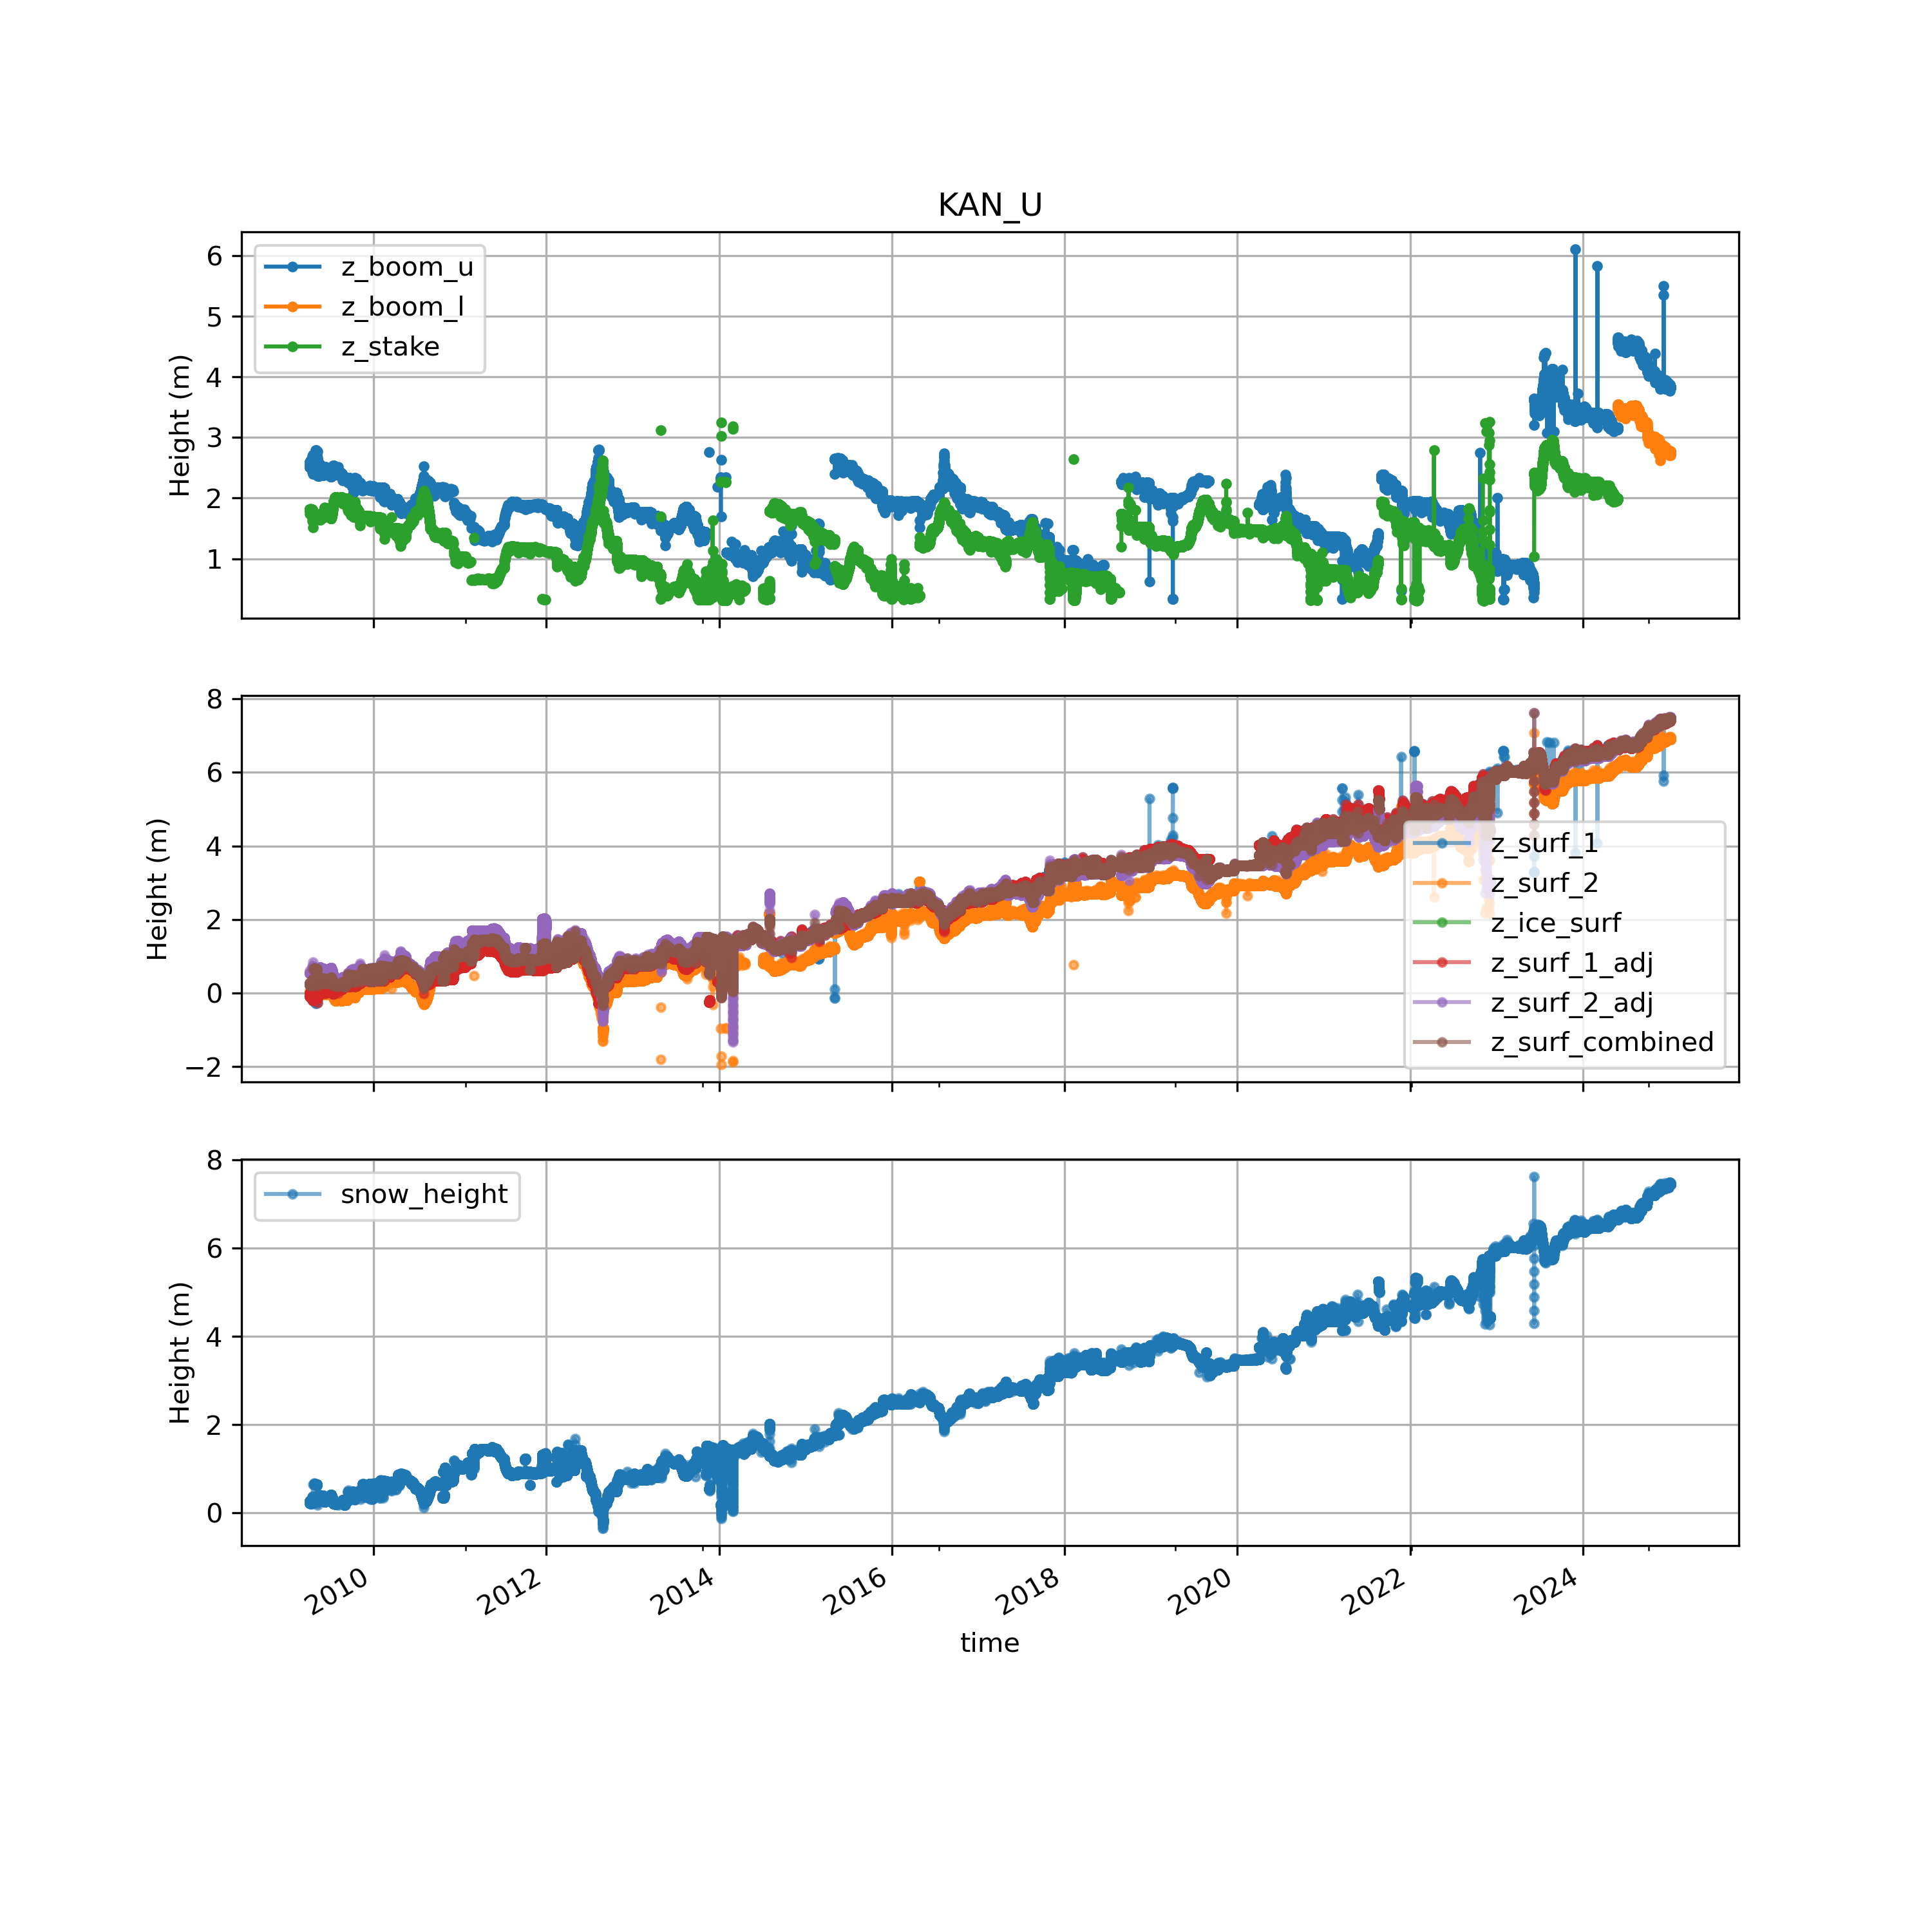 KAN_U
6
5
4
3
2
1
Height (m)
z_boom_u
z_boom_l
z_stake
8
6
4
2
0
−2
Height (m)
z_surf_1
z_surf_2
z_ice_surf
z_surf_1_adj
z_surf_2_adj
z_surf_combined
8
6
4
2
0
Height (m)
snow_height
2010 2012 2014 2016 2018 2020 2022 2024
time